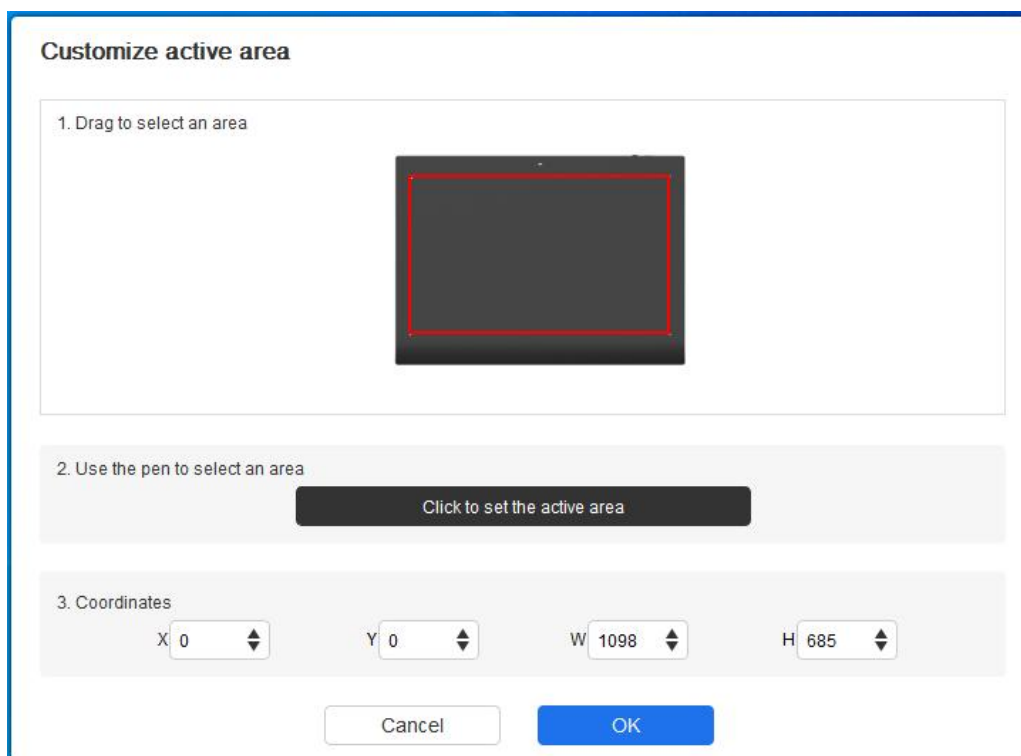 Customize active area
1. Drag to select an area
2. Use the pen to select an area
Click to set the active area
3. Coordinates
X 0 Y 0 W 1098 H 685
Cancel OK